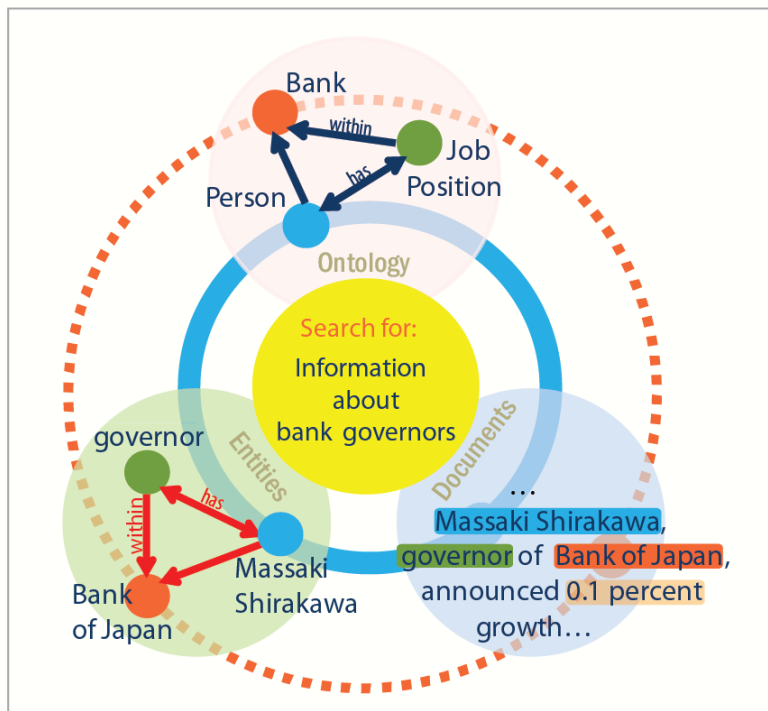 Bank
within
Job
Position
has
Person
Ontology
Search for:
Information
about
bank governors
governor
Entities
has
within
Massaki
Shirakawa
Bank
of Japan
Documents
...
Massaki Shirakawa,
governor of Bank of Japan,
announced 0.1 percent
growth...